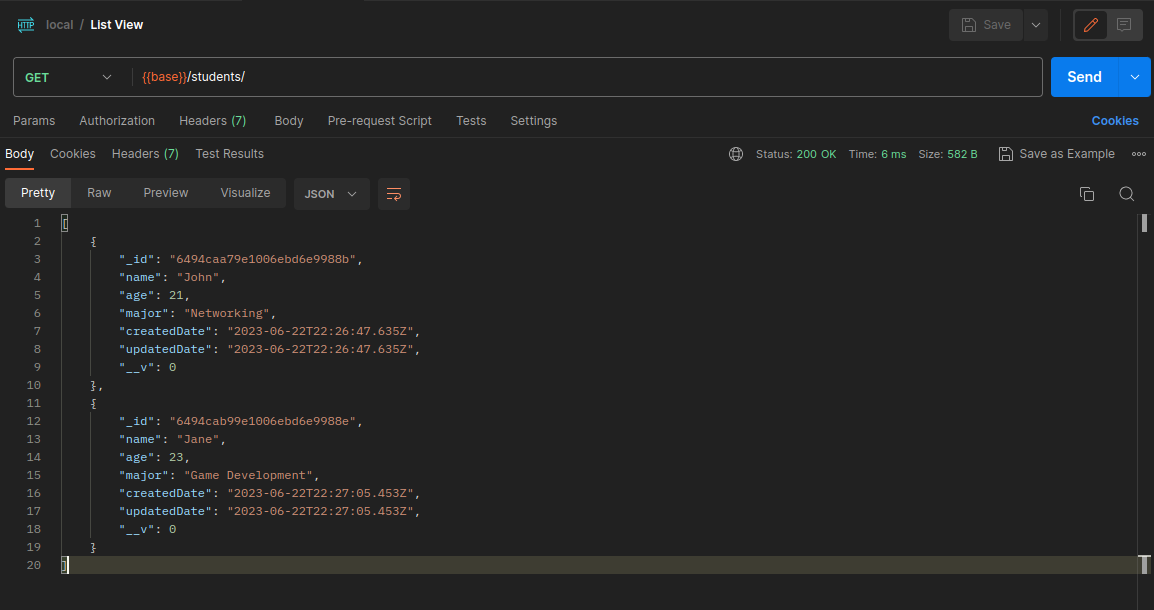 HTTP local / List View Save
GET {{base}}/students/ Send
Params Authorization Headers (7) Body Pre-request Script Tests Settings Cookies
Body Cookies Headers (7) Test Results Status: 200 OK Time: 6 ms Size: 582 B Save as Example
Pretty Raw Preview Visualize JSON
1 [
2 {
3 "_id": "6494caa79e1006ebd6e9988b",
4 "name": "John",
5 "age": 21,
6 "major": "Networking",
7 "createdDate": "2023-06-22T22:26:47.635Z",
8 "updatedDate": "2023-06-22T22:26:47.635Z",
9 "__v": 0
10 },
11 {
12 "_id": "6494cab99e1006ebd6e9988e",
13 "name": "Jane",
14 "age": 23,
15 "major": "Game Development",
16 "createdDate": "2023-06-22T22:27:05.453Z",
17 "updatedDate": "2023-06-22T22:27:05.453Z",
18 "__v": 0
19 }
20 ]